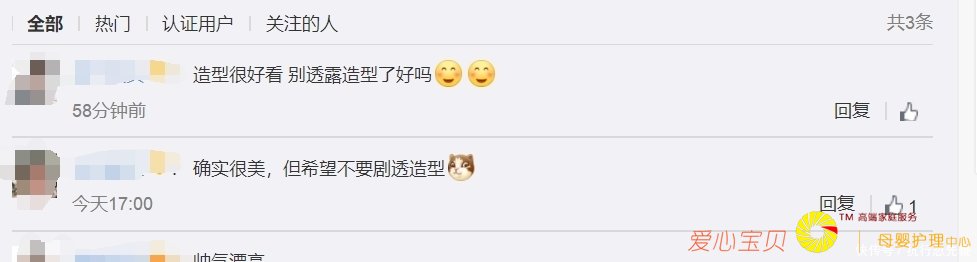 全部 热门 认证用户 关注的人 共3条
造型很好看 别透露造型了好吗
58分钟前 回复
确实很美，但希望不要剧透造型
今天17:00 回复 1
TM 高端家庭服务
爱心宝贝 母婴护理中心
帅气漂亮